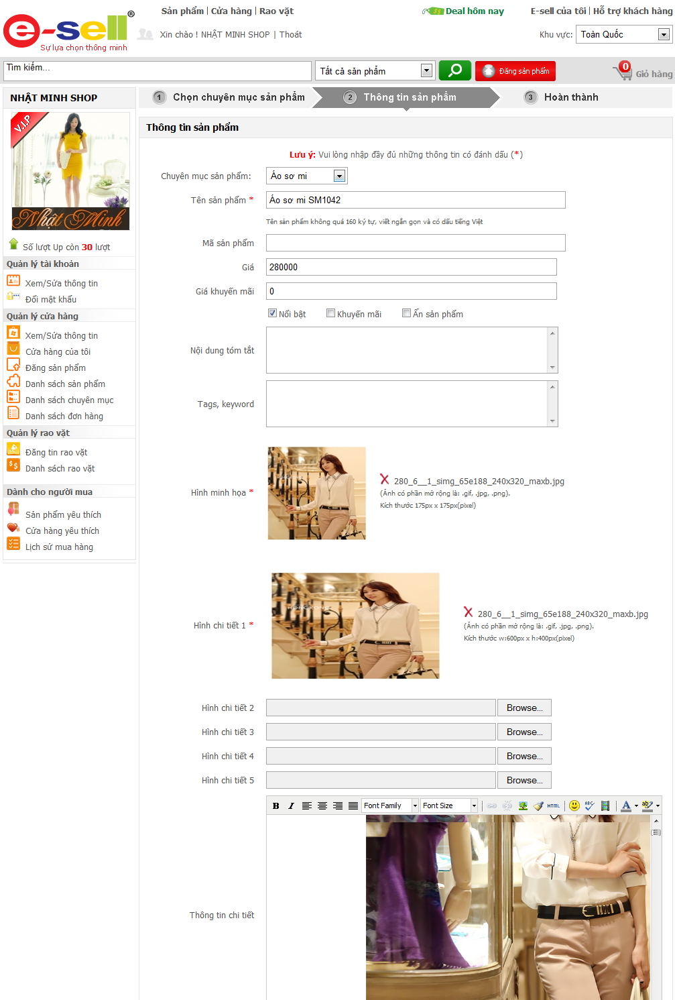 Sản phẩm | Cửa hàng | Rao vặt
Deal hôm nay
E-sell của tôi | Hỗ trợ khách hàng
e-sell®
Sự lựa chọn thông minh
Xin chào ! NHẬT MINH SHOP | Thoát
Khu vực: Toàn Quốc
Tìm kiếm...
Tất cả sản phẩm
Đăng sản phẩm
0 Giỏ hàng
NHẬT MINH SHOP
V.I.P
Nhật Minh
Số lượt Up còn 30 lượt
Quản lý tài khoản
Xem/Sửa thông tin
Đổi mật khẩu
Quản lý cửa hàng
Xem/Sửa thông tin
Cửa hàng của tôi
Đăng sản phẩm
Danh sách sản phẩm
Danh sách chuyên mục
Danh sách đơn hàng
Quản lý rao vặt
Đăng tin rao vặt
Danh sách rao vặt
Dành cho người mua
Sản phẩm yêu thích
Cửa hàng yêu thích
Lịch sử mua hàng
1 Chọn chuyên mục sản phẩm
2 Thông tin sản phẩm
3 Hoàn thành
Thông tin sản phẩm
Lưu ý: Vui lòng nhập đầy đủ những thông tin có đánh dấu (*)
Chuyên mục sản phẩm: Áo sơ mi
Tên sản phẩm * Áo sơ mi SM1042
Tên sản phẩm không quá 160 ký tự, viết ngắn gọn và có dấu tiếng Việt
Mã sản phẩm
Giá 280000
Giá khuyến mãi 0
Nổi bật Khuyến mãi Ẩn sản phẩm
Nội dung tóm tắt
Tags, keyword
Hình minh họa *
280_6__1_simg_65e188_240x320_maxb.jpg
(Ảnh có phần mở rộng là: .gif, .jpg, .png).
Kích thước 175px x 175px(pixel)
Hình chi tiết 1 *
280_6__1_simg_65e188_240x320_maxb.jpg
(Ảnh có phần mở rộng là: .gif, .jpg, .png).
Kích thước w:600px x h:400px(pixel)
Hình chi tiết 2 Browse...
Hình chi tiết 3 Browse...
Hình chi tiết 4 Browse...
Hình chi tiết 5 Browse...
B I Font Family Font Size HTML ABC A ab
Thông tin chi tiết